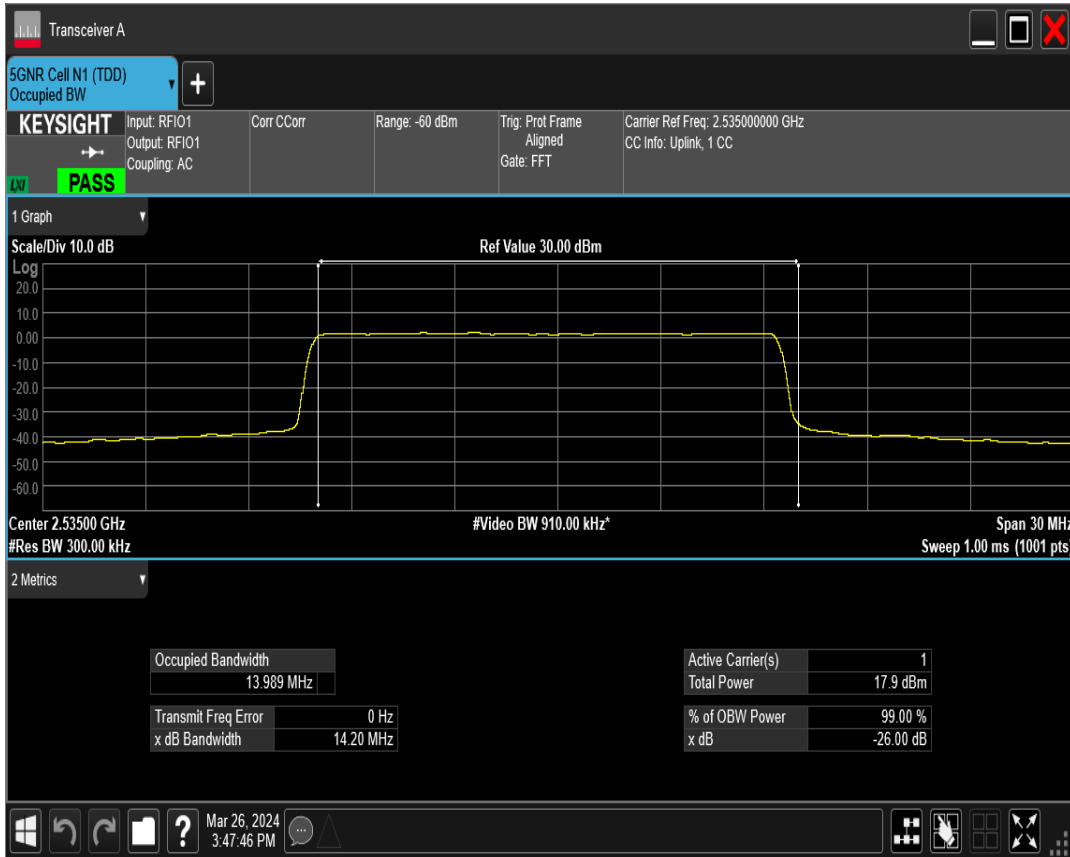 Transceiver A
5GNR Cell N1 (TDD)
Occupied BW
+
KEYSIGHT
LXI
PASS
Input: RFIO1
Output: RFIO1
Coupling: AC
Corr CCorr
Range: -60 dBm
Trig: Prot Frame
Aligned
Gate: FFT
Carrier Ref Freq: 2.535000000 GHz
CC Info: Uplink, 1 CC
1 Graph
Scale/Div 10.0 dB
Ref Value 30.00 dBm
Log
20.0
10.0
0.00
-10.0
-20.0
-30.0
-40.0
-50.0
-60.0
Center 2.53500 GHz
#Video BW 910.00 kHz*
Span 30 MHz
#Res BW 300.00 kHz
Sweep 1.00 ms (1001 pts)
2 Metrics
Occupied Bandwidth
13.989 MHz
Transmit Freq Error 0 Hz
x dB Bandwidth 14.20 MHz
Active Carrier(s) 1
Total Power 17.9 dBm
% of OBW Power 99.00 %
x dB -26.00 dB
?
Mar 26, 2024
3:47:46 PM